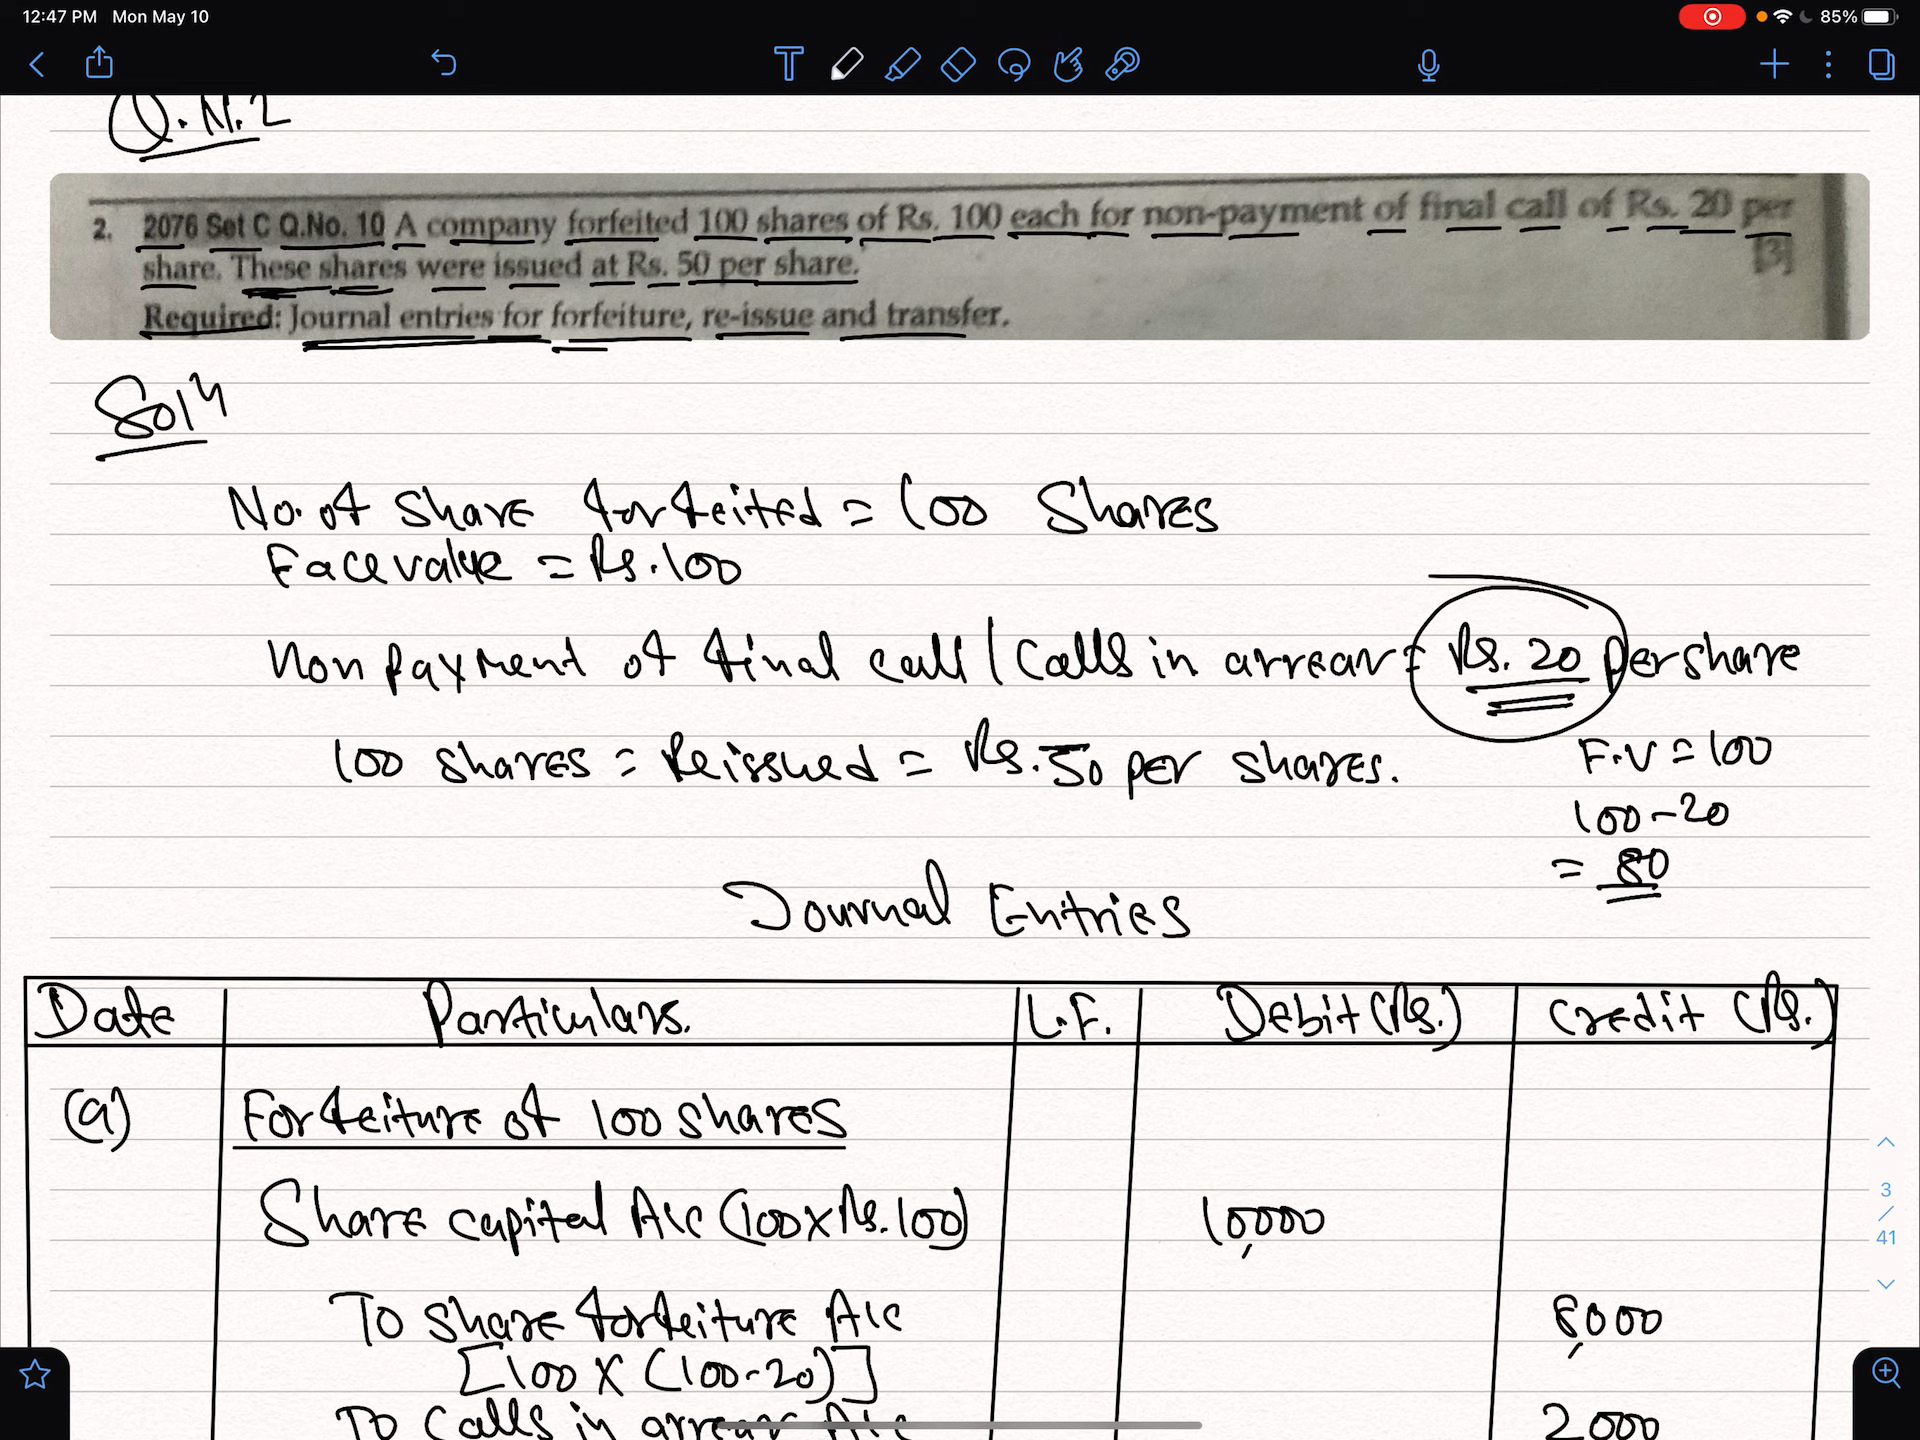 12:47 PM Mon May 10
85%
Q.N.2
2. 2076 Set C Q.No. 10 A company forfeited 100 shares of Rs. 100 each for non-payment of final call of Rs. 20 per
share. These shares were issued at Rs. 50 per share. [3]
Required: Journal entries for forfeiture, re-issue and transfer.
Solⁿ
No. of Share forfeited = 100 Shares
Face value = Rs. 100
Non payment of final call / Calls in arrear = Rs. 20 per share
100 shares = Reissued = Rs. 50 per shares.
F.V = 100
100-20
= 80
Journal Entries
Date Particulars. L.F. Debit (Rs.) Credit (Rs.)
(a) Forfeiture of 100 shares
Share capital A/c (100 x Rs. 100) 10,000
To share forfeiture A/c 8,000
[100 x (100-20)]
To Calls in arrear A/c 2,000
3
/
41